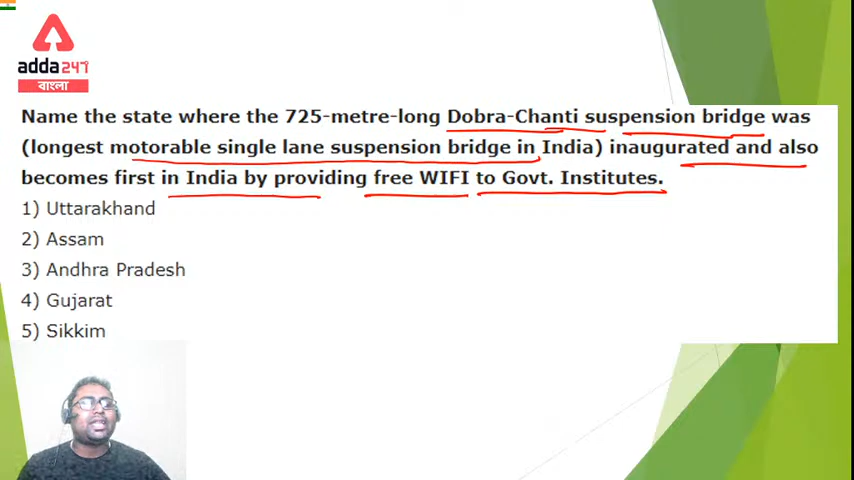 adda247
বাংলা
Name the state where the 725-metre-long Dobra-Chanti suspension bridge was
(longest motorable single lane suspension bridge in India) inaugurated and also
becomes first in India by providing free WIFI to Govt. Institutes.
1) Uttarakhand
2) Assam
3) Andhra Pradesh
4) Gujarat
5) Sikkim